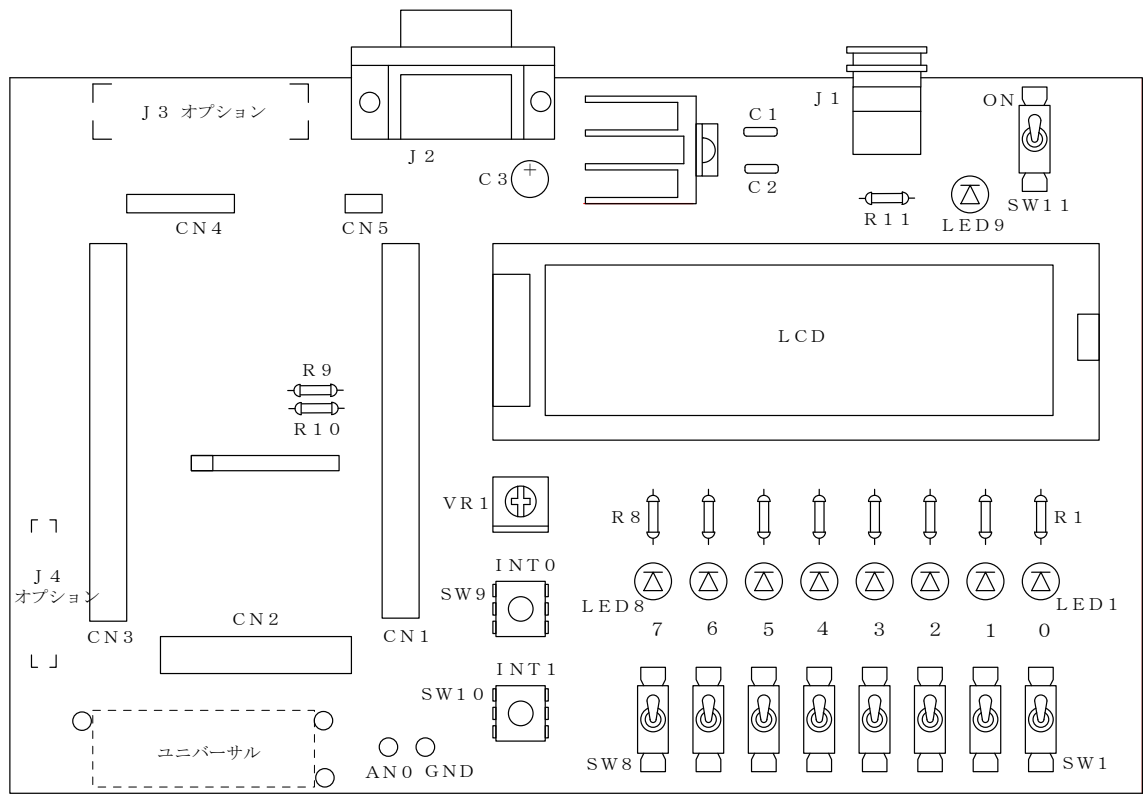 J3 オプション
J2
C3
C1
C2
J1
ON
SW11
R11
LED9
CN4
CN5
LCD
R9
R10
VR1
R8
R1
J4
オプション
INT0
SW9
LED8
LED1
CN3
CN2
CN1
7 6 5 4 3 2 1 0
INT1
SW10
ユニバーサル
AN0 GND
SW8
SW1